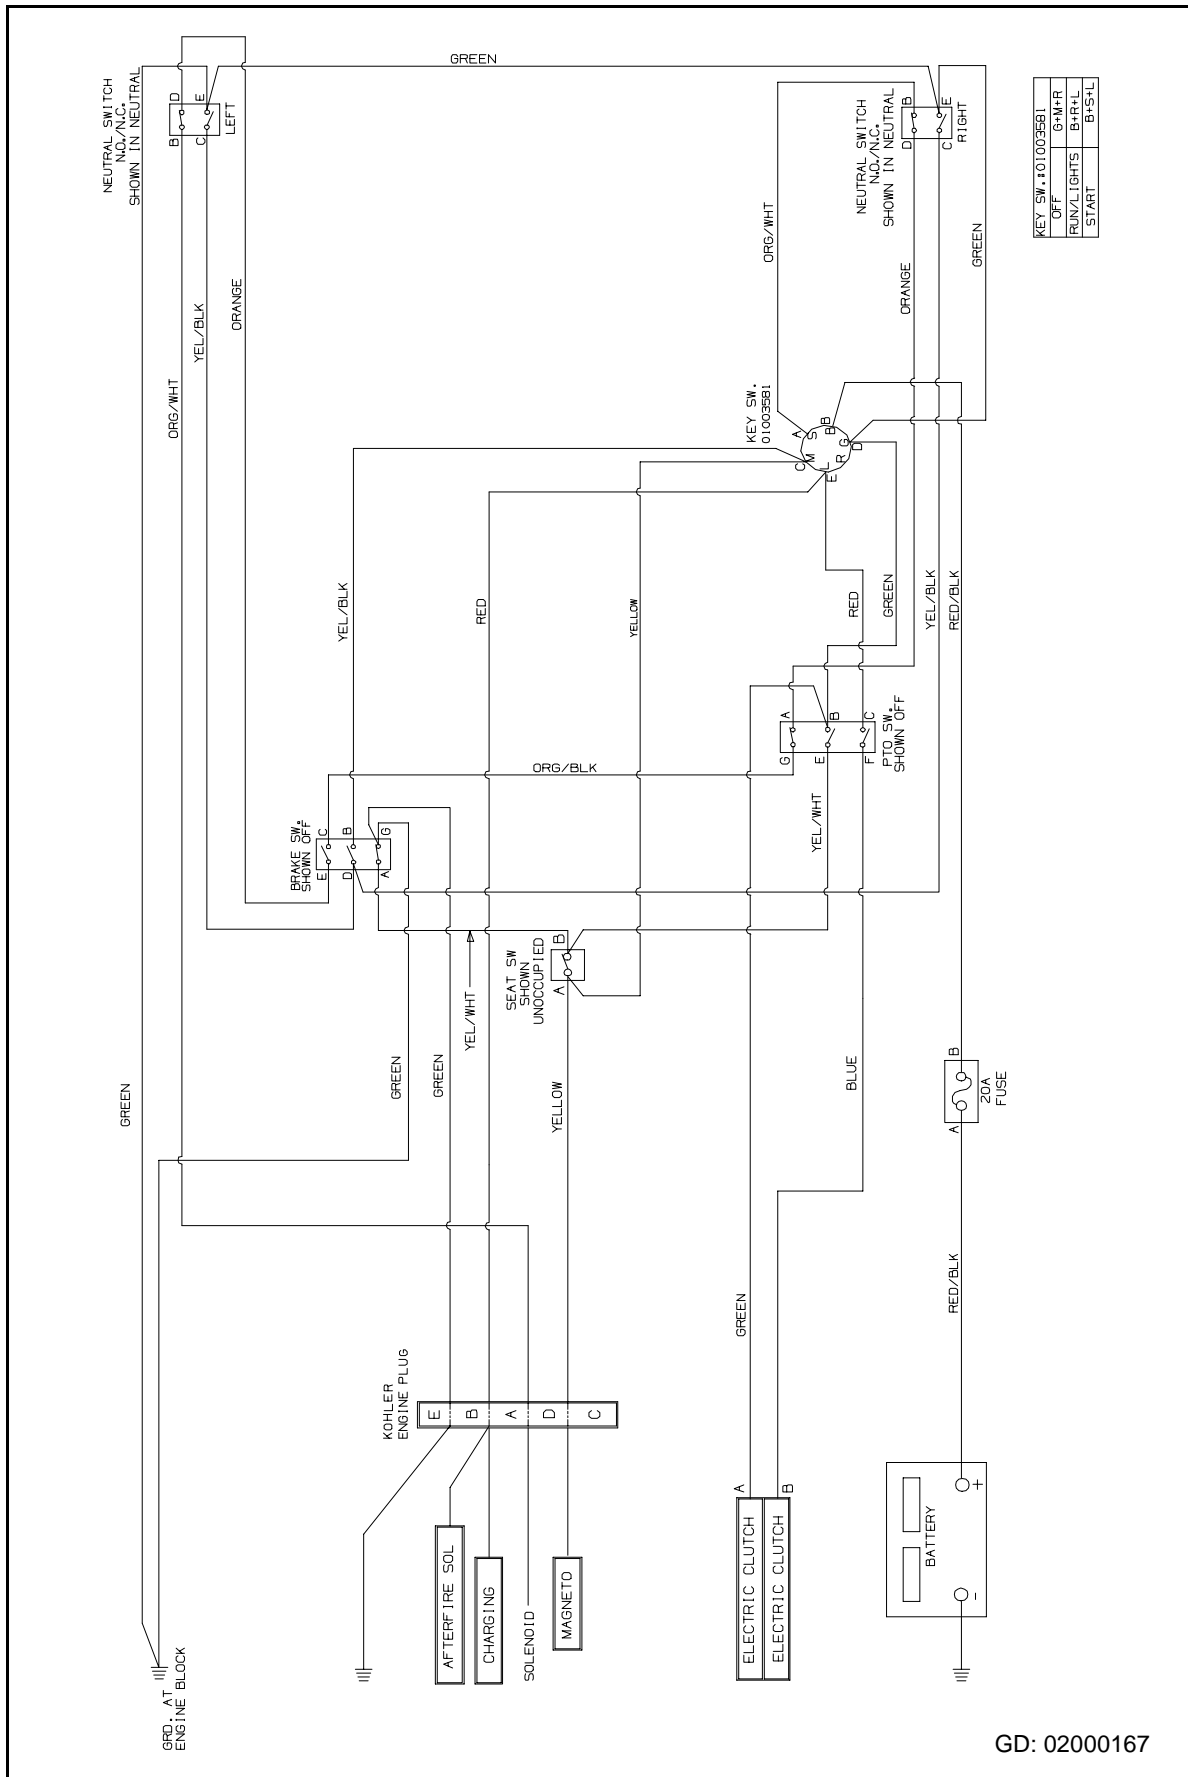 GREEN
NEUTRAL SWITCH
N.O./N.C.
SHOWN IN NEUTRAL
D
E
B
C
LEFT
NEUTRAL SWITCH
N.O./N.C.
SHOWN IN NEUTRAL
B
E
D
C
RIGHT
KEY SW.#01003581
OFF G+M+R
RUN/LIGHTS B+R+L
START B+S+L
ORG/WHT
YEL/BLK
ORANGE
ORG/WHT
ORANGE
GREEN
KEY SW.
01003581
A
S
B
B
C
M
G
D
L
R
E
YEL/BLK
RED
YELLOW
RED
GREEN
YEL/BLK
RED/BLK
PTO SW.
SHOWN OFF
A
B
C
G
E
F
ORG/BLK
YEL/WHT
BRAKE SW.
SHOWN OFF
C
B
G
E
D
A
SEAT SW
SHOWN
UNOCCUPIED
B
A
YEL/WHT
GREEN
GREEN
GREEN
YELLOW
BLUE
B
A
20A
FUSE
GREEN
RED/BLK
KOHLER
ENGINE PLUG
E
B
A
D
C
AFTERFIRE SOL
CHARGING
SOLENOID
MAGNETO
A
B
ELECTRIC CLUTCH
ELECTRIC CLUTCH
BATTERY
+
-
GRD. AT
ENGINE BLOCK
GD: 02000167